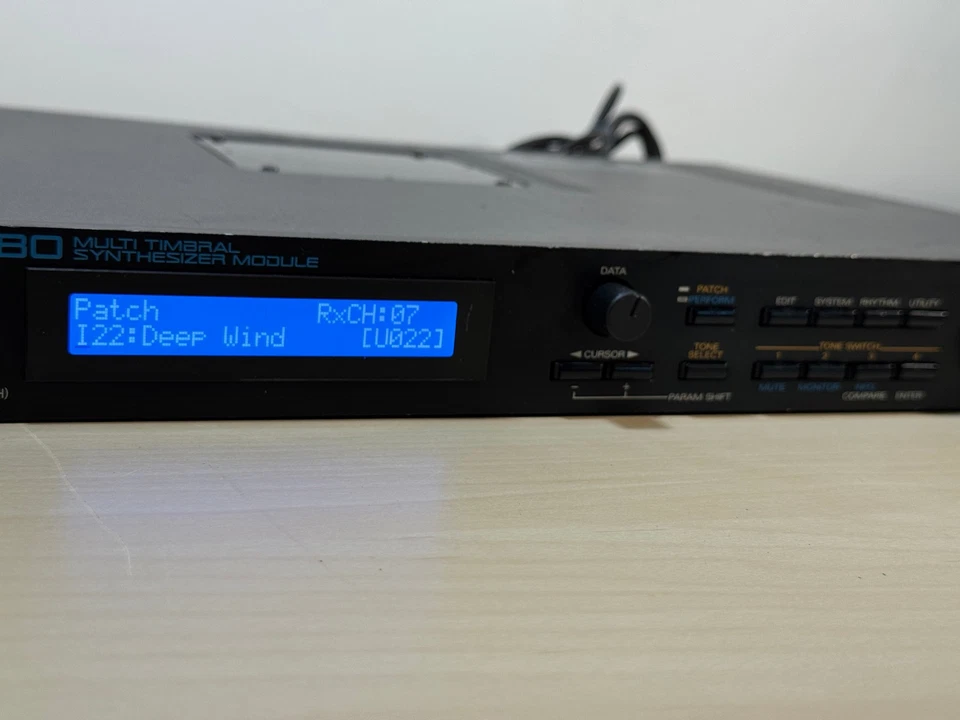 80 MULTI TIMBRAL
SYNTHESIZER MODULE
Patch RxCH:07
I22:Deep Wind [U022]
DATA
PATCH
PERFORM
EDIT SYSTEM RHYTHM UTILITY
◀ CURSOR ▶
TONE
SELECT
TONE SWITCH
1 2 3 4
MUTE MONITOR
COMPARE ENTER
- +
PARAM SHIFT
H)